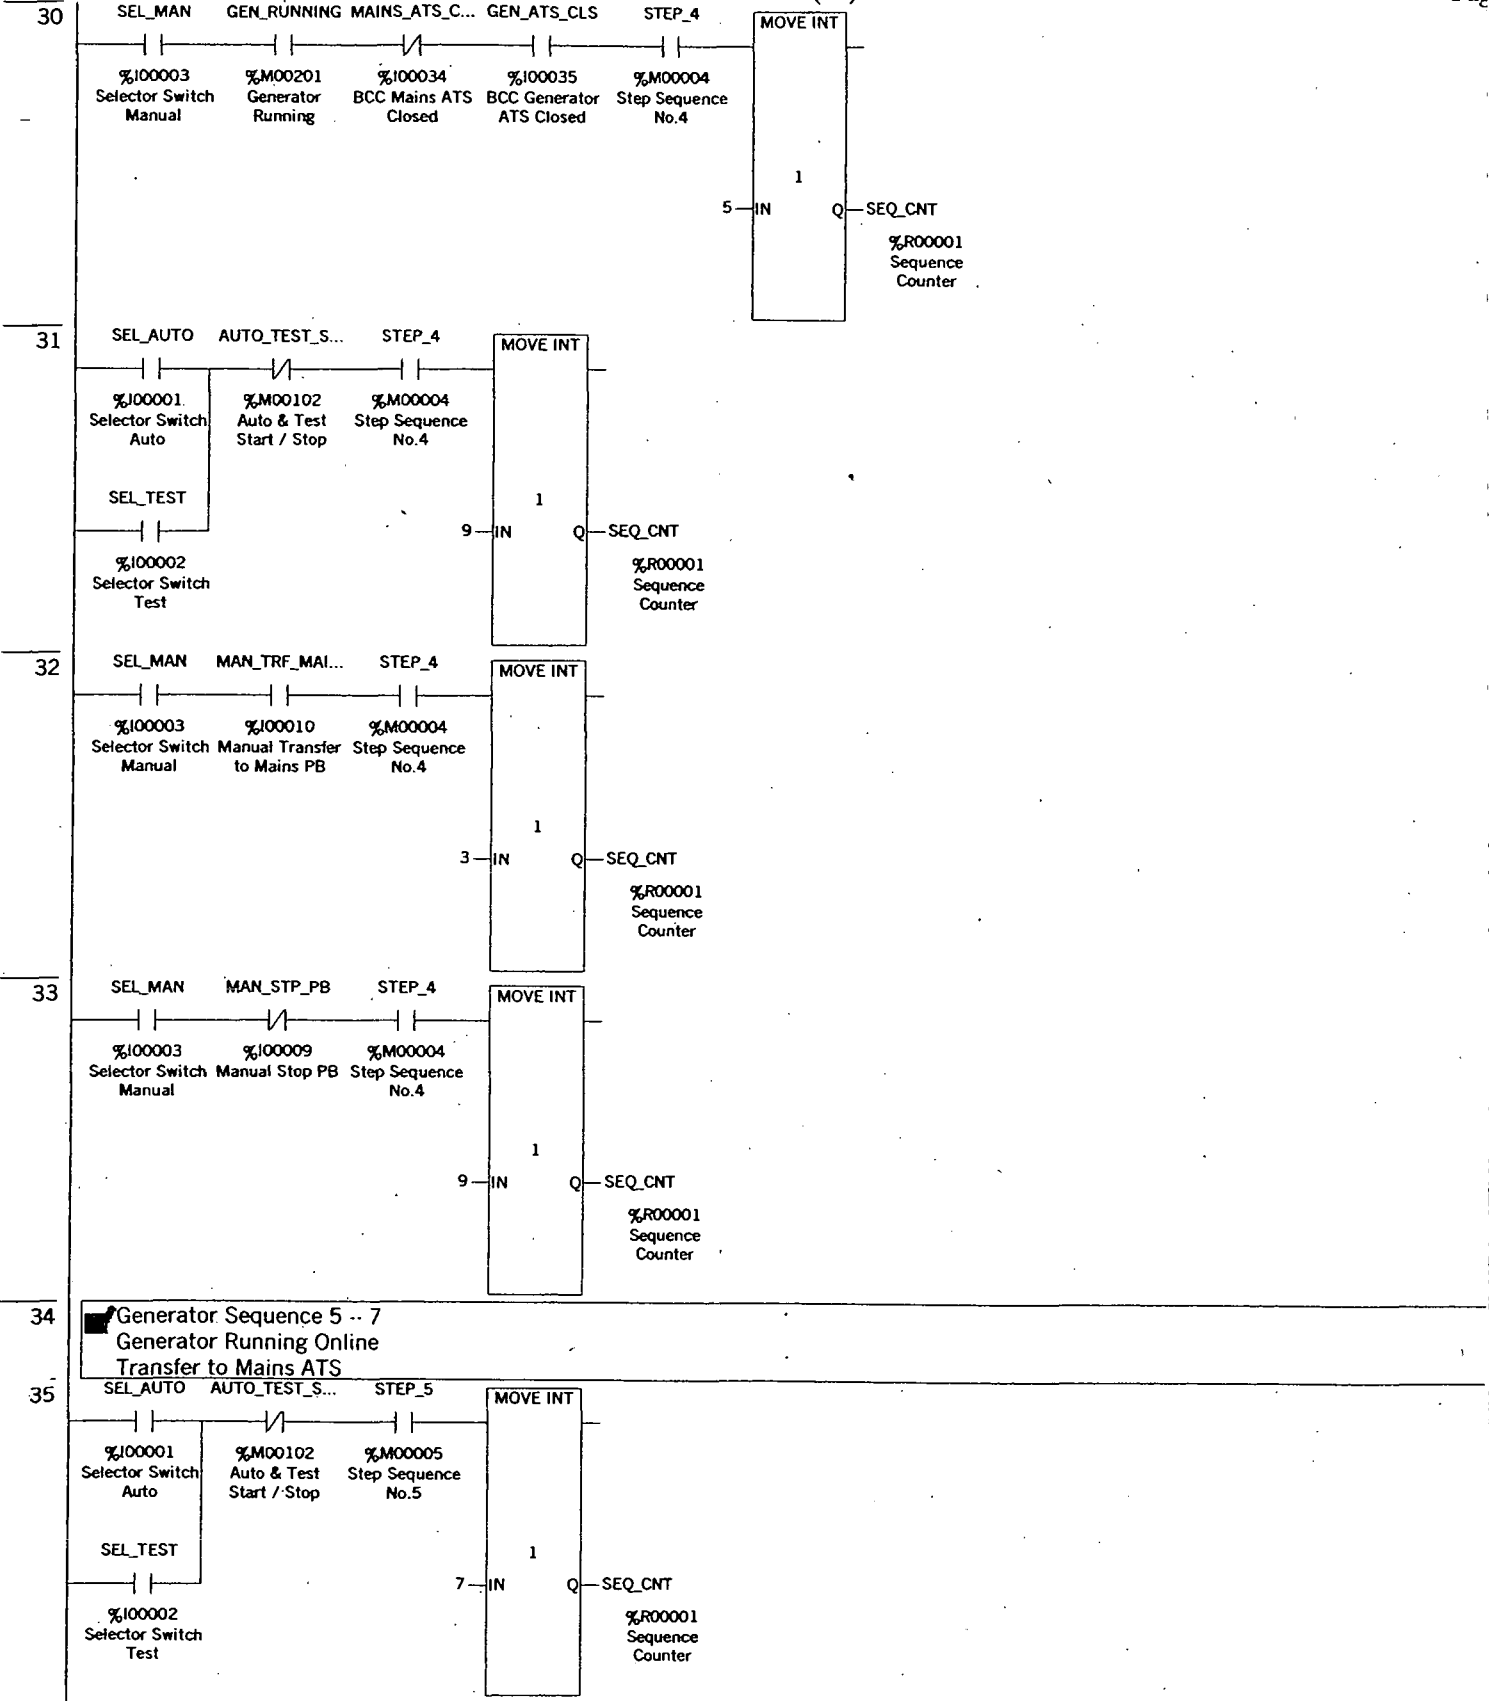 30
SEL_MAN GEN_RUNNING MAINS_ATS_C... GEN_ATS_CLS STEP_4
MOVE INT
%I00003 %M00201 %I00034 %I00035 %M00004
Selector Switch Generator BCC Mains ATS BCC Generator Step Sequence
Manual Running Closed ATS Closed No.4
1
5 IN Q SEQ_CNT
%R00001
Sequence
Counter
31
SEL_AUTO AUTO_TEST_S... STEP_4
MOVE INT
%I00001 %M00102 %M00004
Selector Switch Auto & Test Step Sequence
Auto Start / Stop No.4
SEL_TEST
1
9 IN Q SEQ_CNT
%I00002 %R00001
Selector Switch Sequence
Test Counter
32
SEL_MAN MAN_TRF_MAI... STEP_4
MOVE INT
%I00003 %I00010 %M00004
Selector Switch Manual Transfer Step Sequence
Manual to Mains PB No.4
1
3 IN Q SEQ_CNT
%R00001
Sequence
Counter
33
SEL_MAN MAN_STP_PB STEP_4
MOVE INT
%I00003 %I00009 %M00004
Selector Switch Manual Stop PB Step Sequence
Manual No.4
1
9 IN Q SEQ_CNT
%R00001
Sequence
Counter
34
Generator Sequence 5 -- 7
Generator Running Online
Transfer to Mains ATS
35
SEL_AUTO AUTO_TEST_S... STEP_5
MOVE INT
%I00001 %M00102 %M00005
Selector Switch Auto & Test Step Sequence
Auto Start / Stop No.5
SEL_TEST
1
7 IN Q SEQ_CNT
%I00002 %R00001
Selector Switch Sequence
Test Counter